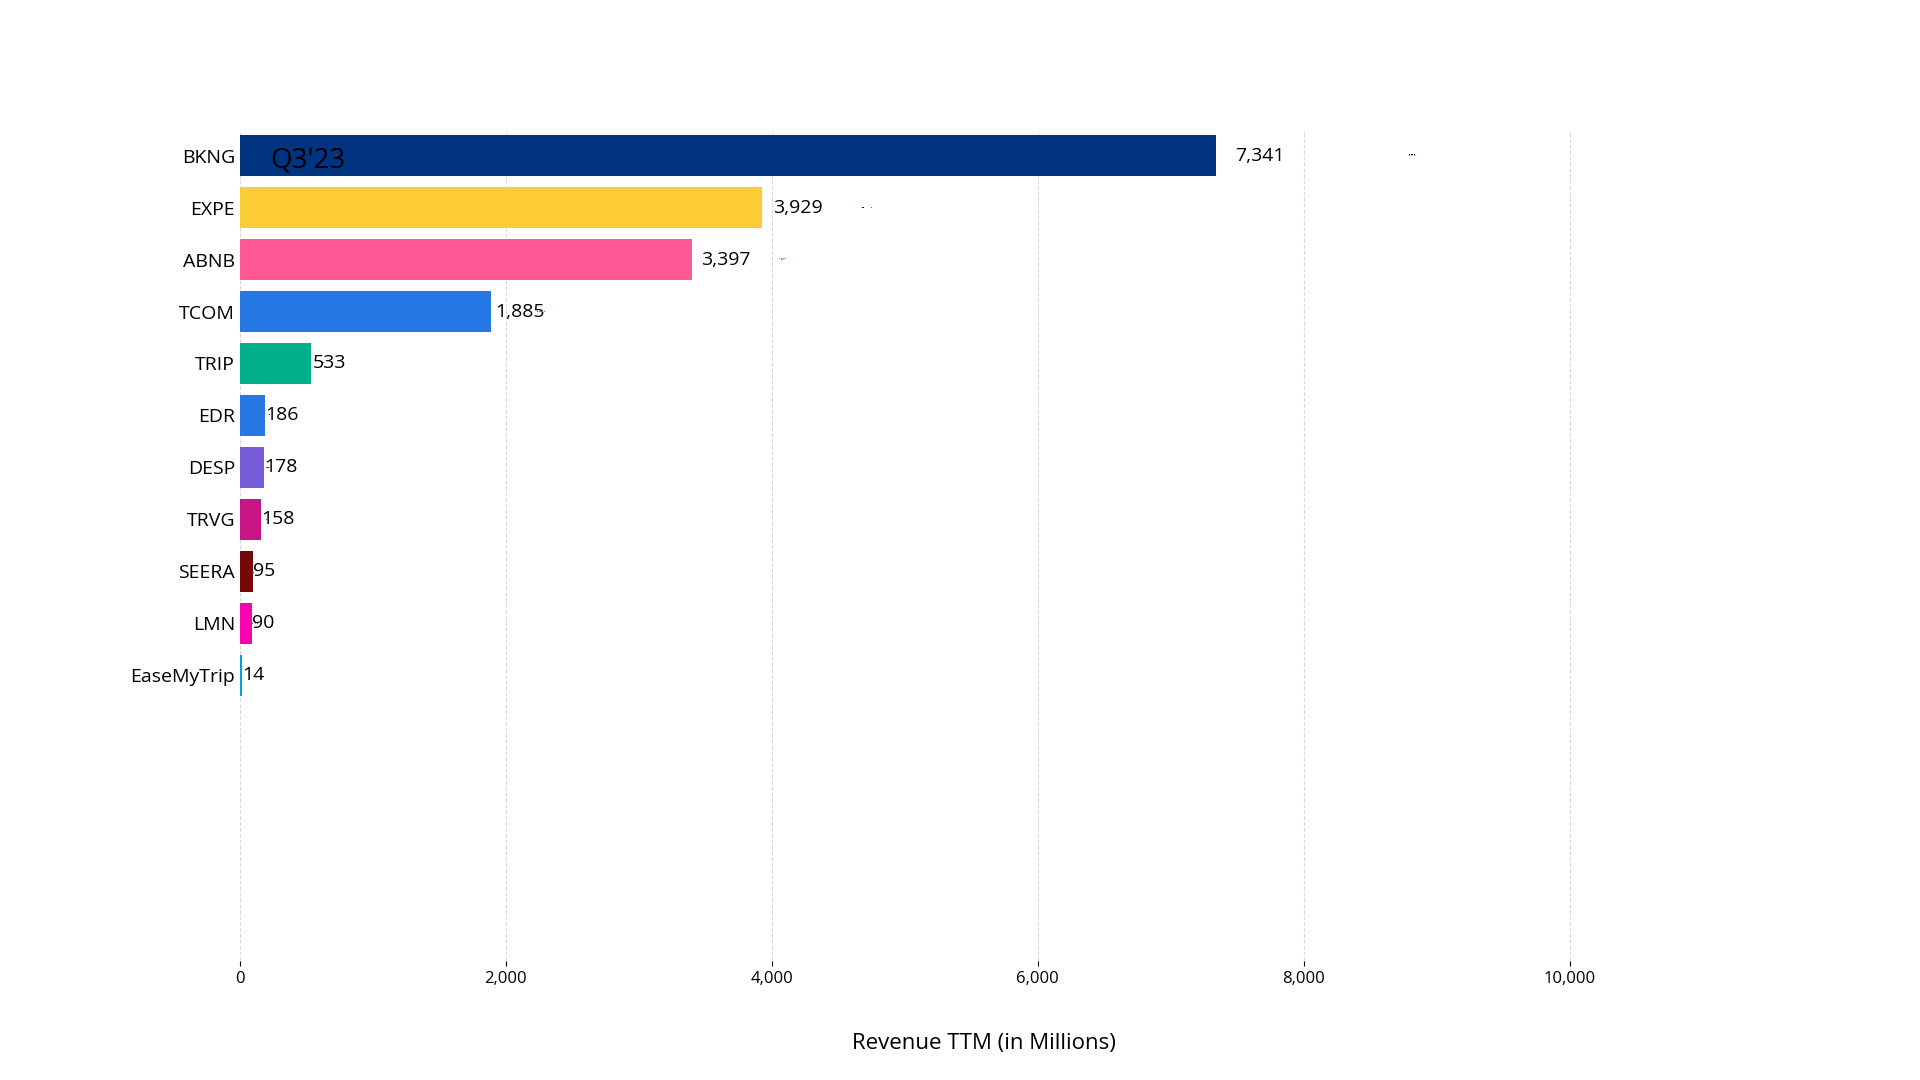 BKNG Q3'23 7,341
EXPE 3,929
ABNB 3,397
TCOM 1,885
TRIP 533
EDR 186
DESP 178
TRVG 158
SEERA 95
LMN 90
EaseMyTrip 14
0 2,000 4,000 6,000 8,000 10,000
Revenue TTM (in Millions)